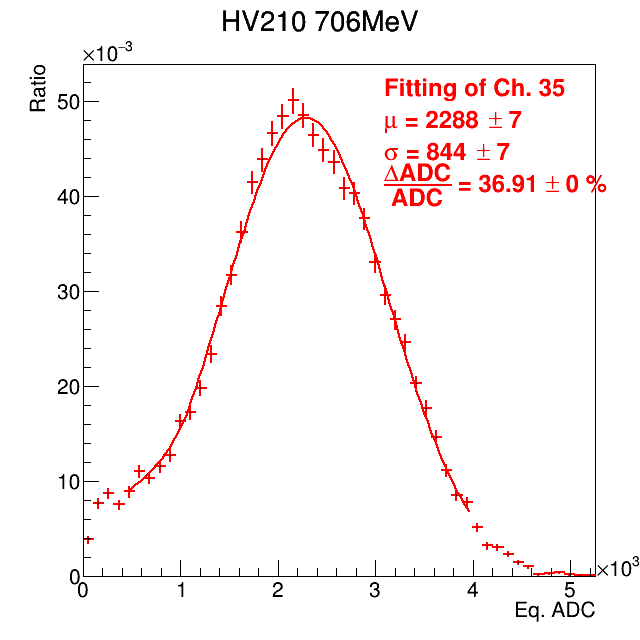 HV210 706MeV
×10⁻³
Ratio
Fitting of Ch. 35
μ = 2288 ± 7
σ = 844 ± 7
ΔADC
ADC
= 36.91 ± 0 %
50
40
30
20
10
0
0 1 2 3 4 5
×10³
Eq. ADC